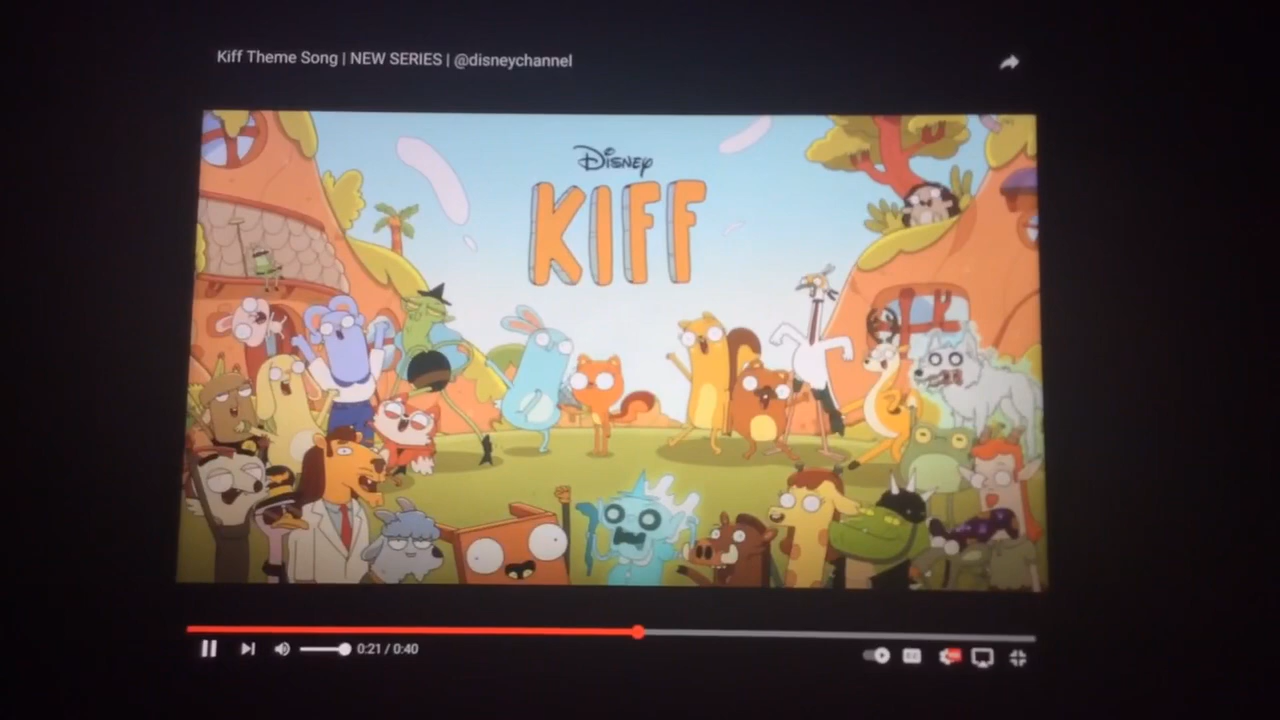 Kiff Theme Song | NEW SERIES | @disneychannel
DISNEY
KIFF
0:21 / 0:40